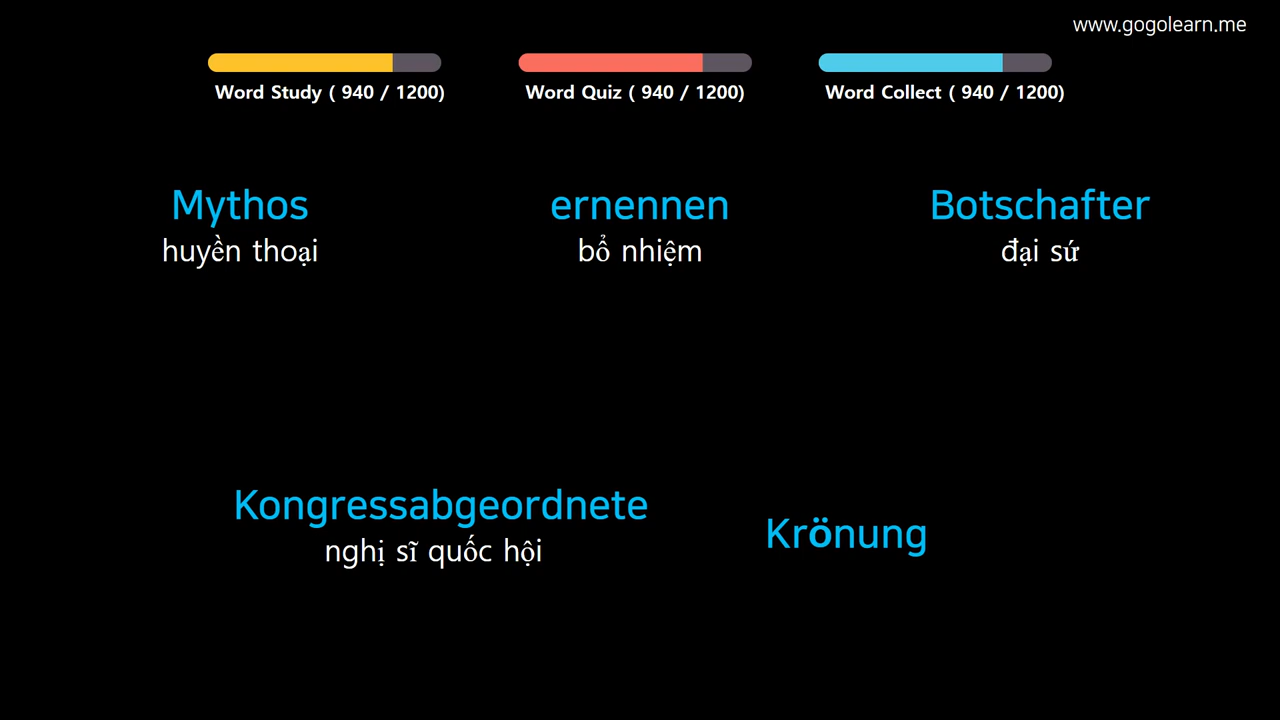 www.gogolearn.me
Word Study ( 940 / 1200)
Word Quiz ( 940 / 1200)
Word Collect ( 940 / 1200)
Mythos
huyền thoại
ernennen
bổ nhiệm
Botschafter
đại sứ
Kongressabgeordnete
nghị sĩ quốc hội
Krönung